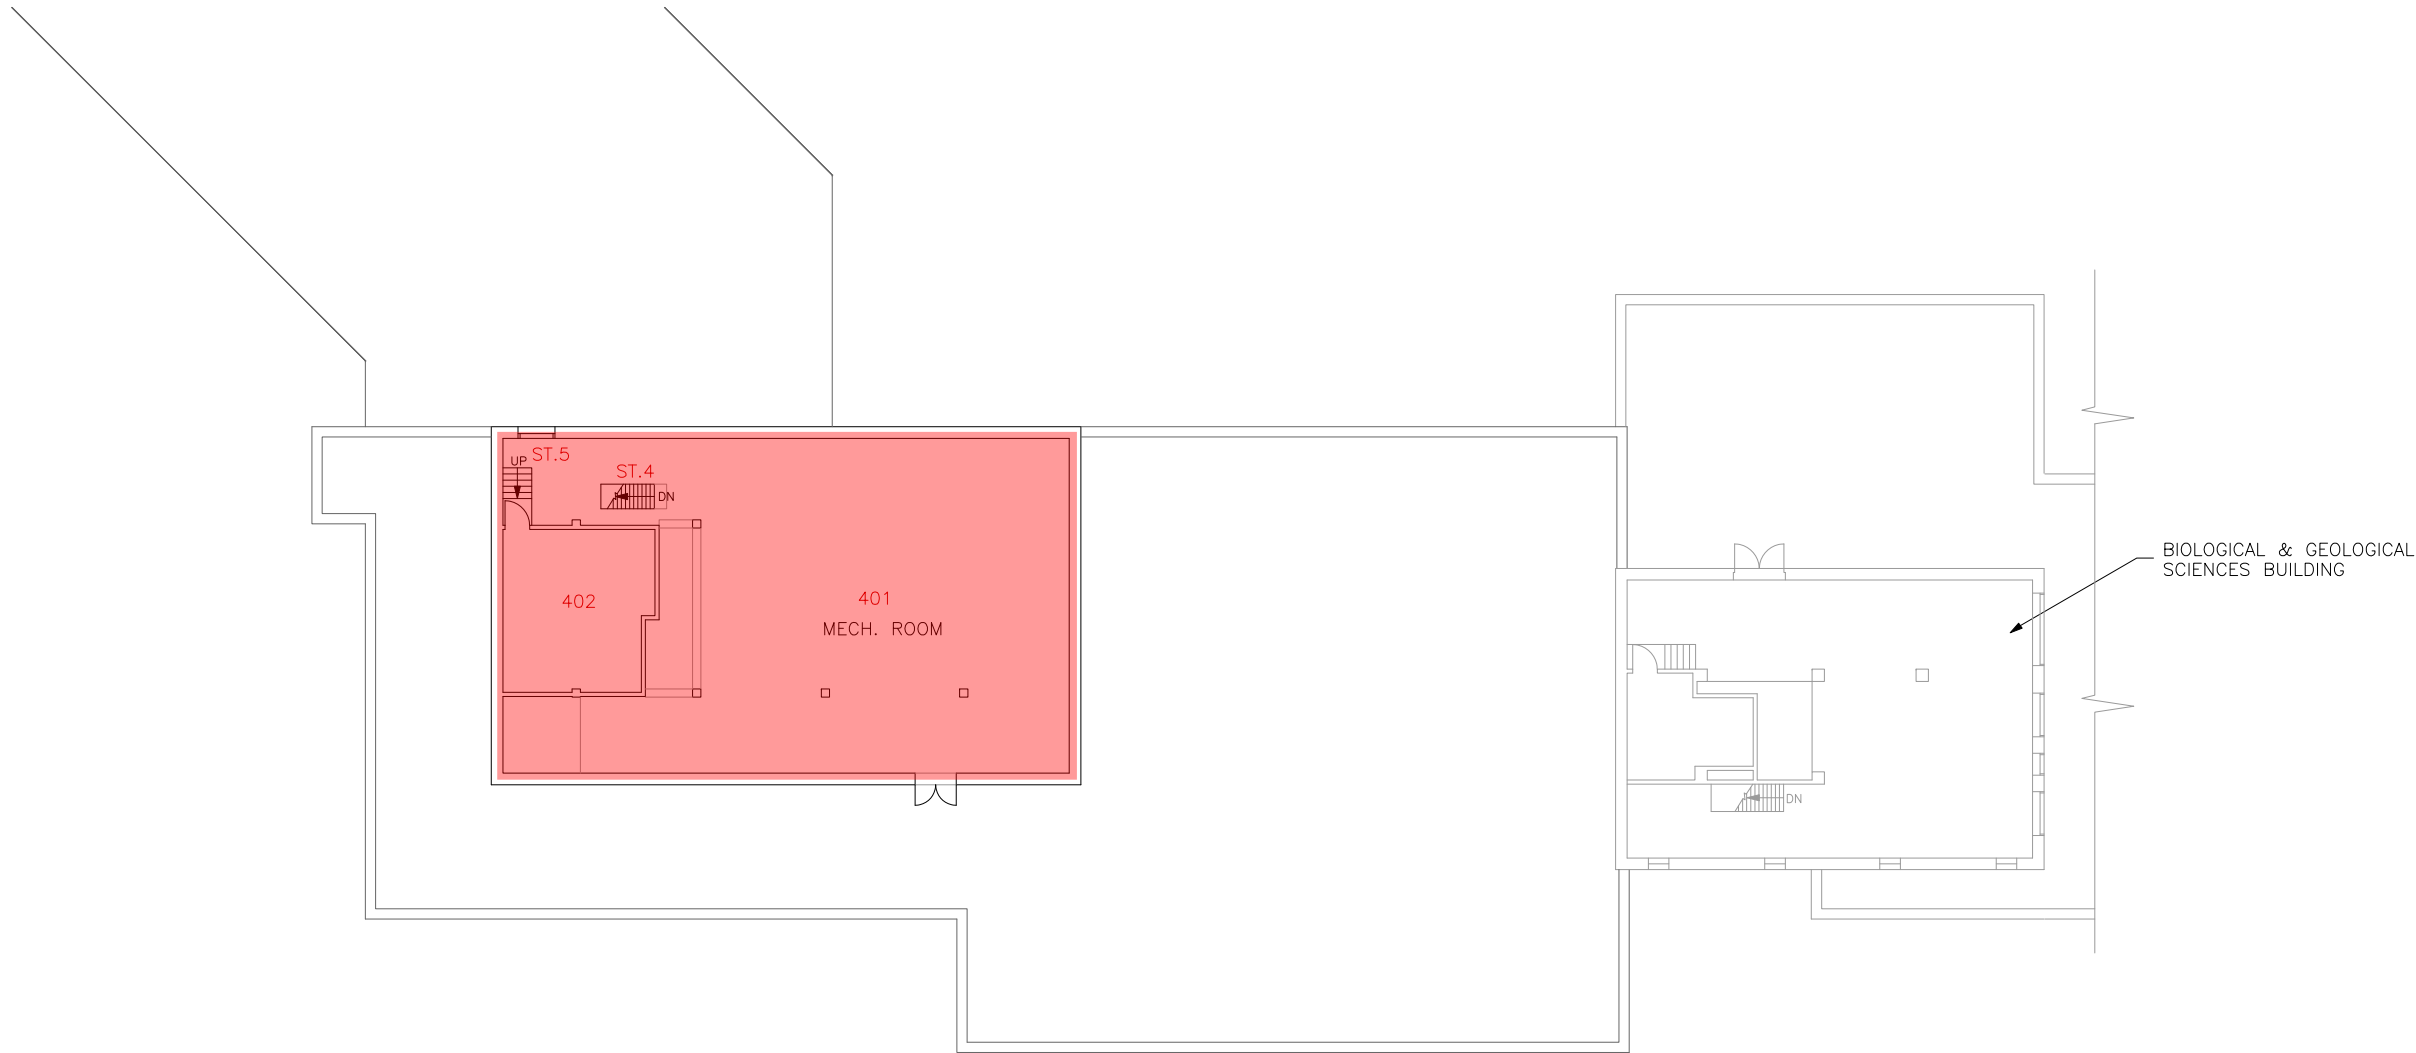 ST.5
UP
ST.4
DN
BIOLOGICAL & GEOLOGICAL
SCIENCES BUILDING
402
401
MECH. ROOM
DN